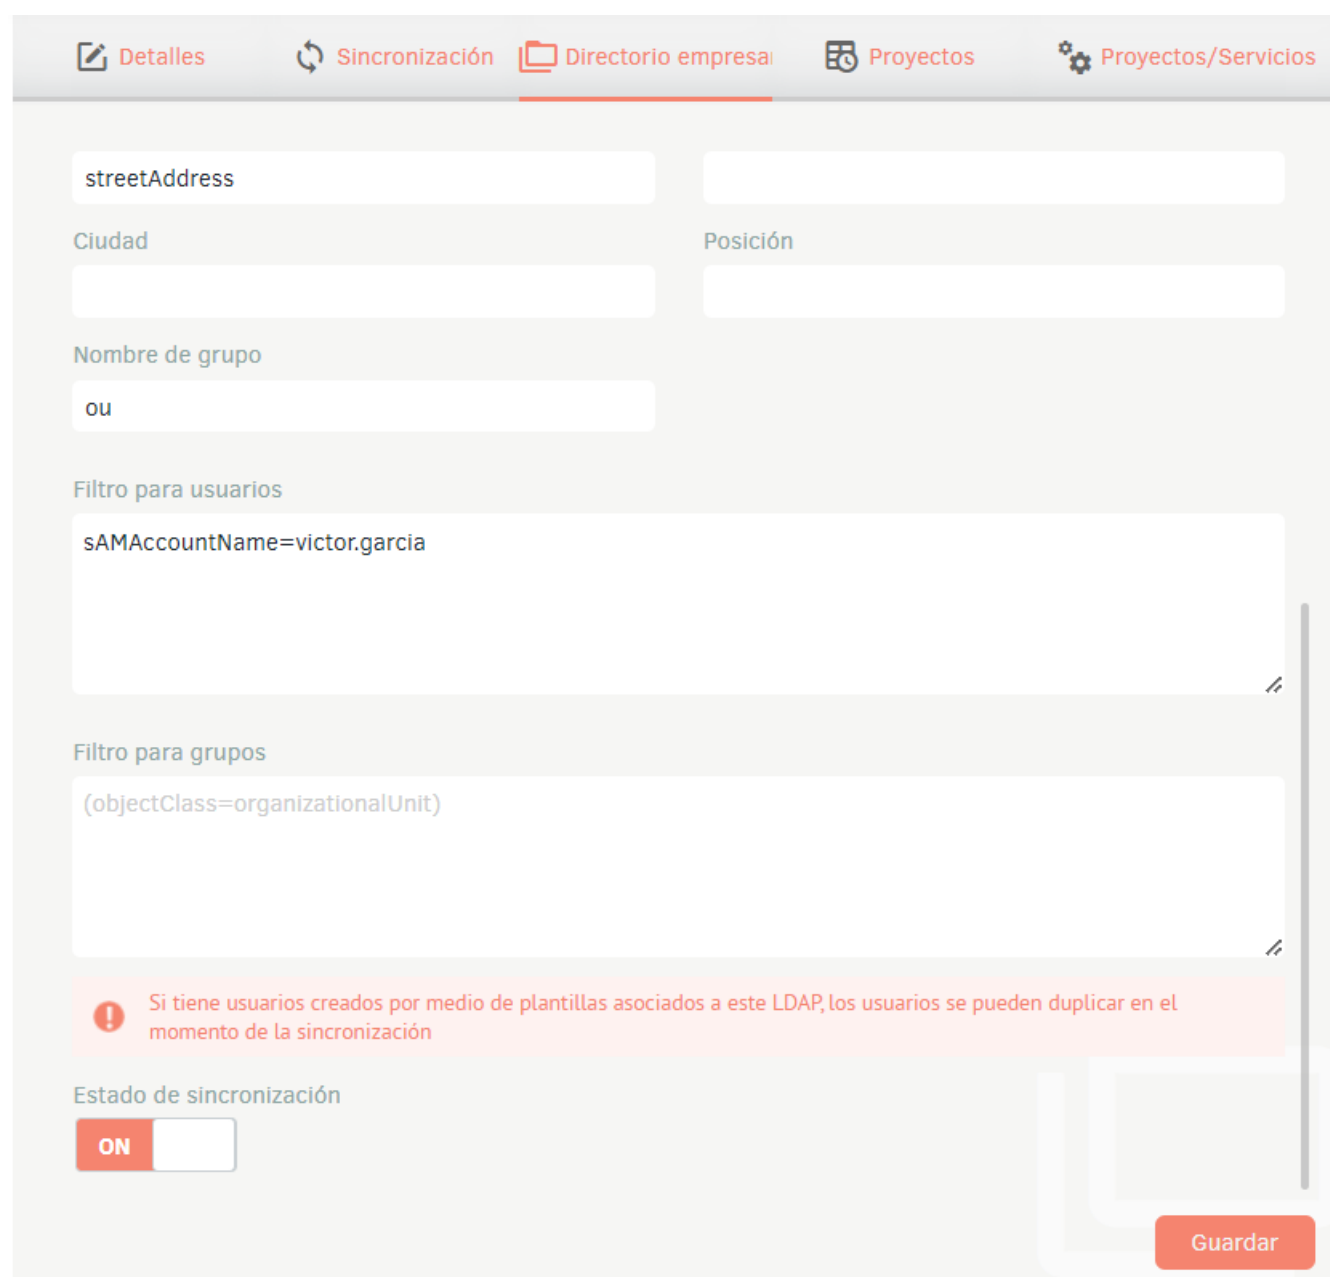 Detalles
Sincronización
Directorio empresa
Proyectos
Proyectos/Servicios
streetAddress
Ciudad
Posición
Nombre de grupo
ou
Filtro para usuarios
sAMAccountName=victor.garcia
Filtro para grupos
(objectClass=organizationalUnit)
Si tiene usuarios creados por medio de plantillas asociados a este LDAP, los usuarios se pueden duplicar en el
momento de la sincronización
Estado de sincronización
ON
Guardar